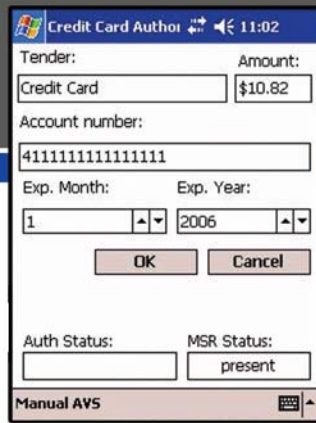 Credit Card Author 11:02
Tender: Amount:
Credit Card $10.82
Account number:
4111111111111111
Exp. Month: Exp. Year:
1 2006
OK Cancel
Auth Status: MSR Status:
present
Manual AVS